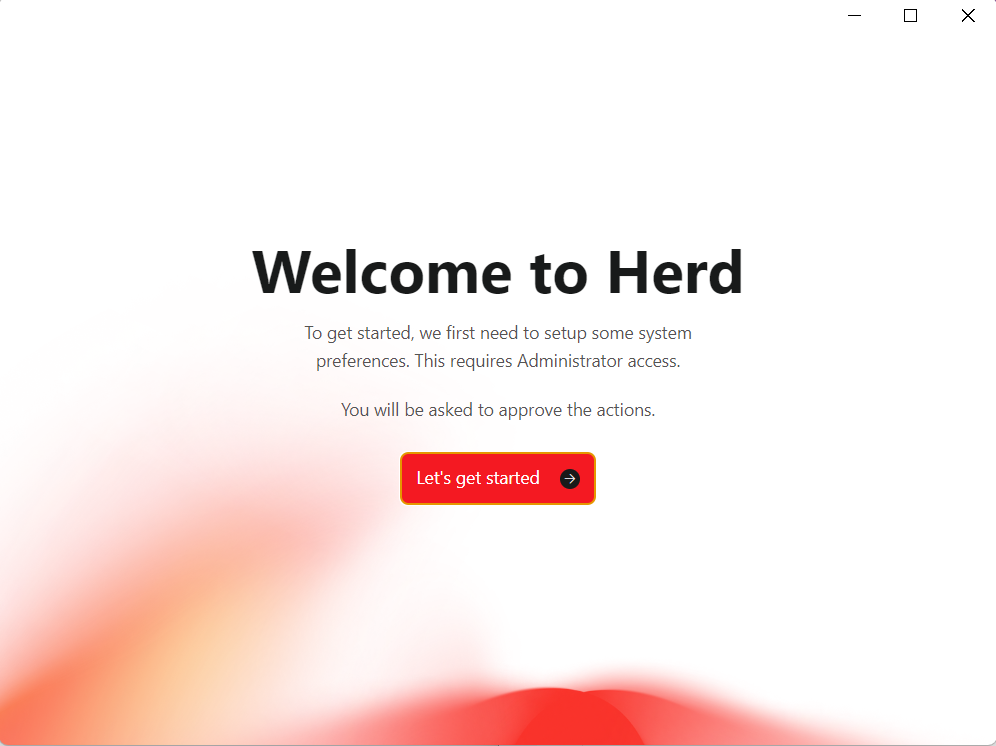 Welcome to Herd
To get started, we first need to setup some system
preferences. This requires Administrator access.
You will be asked to approve the actions.
Let's get started